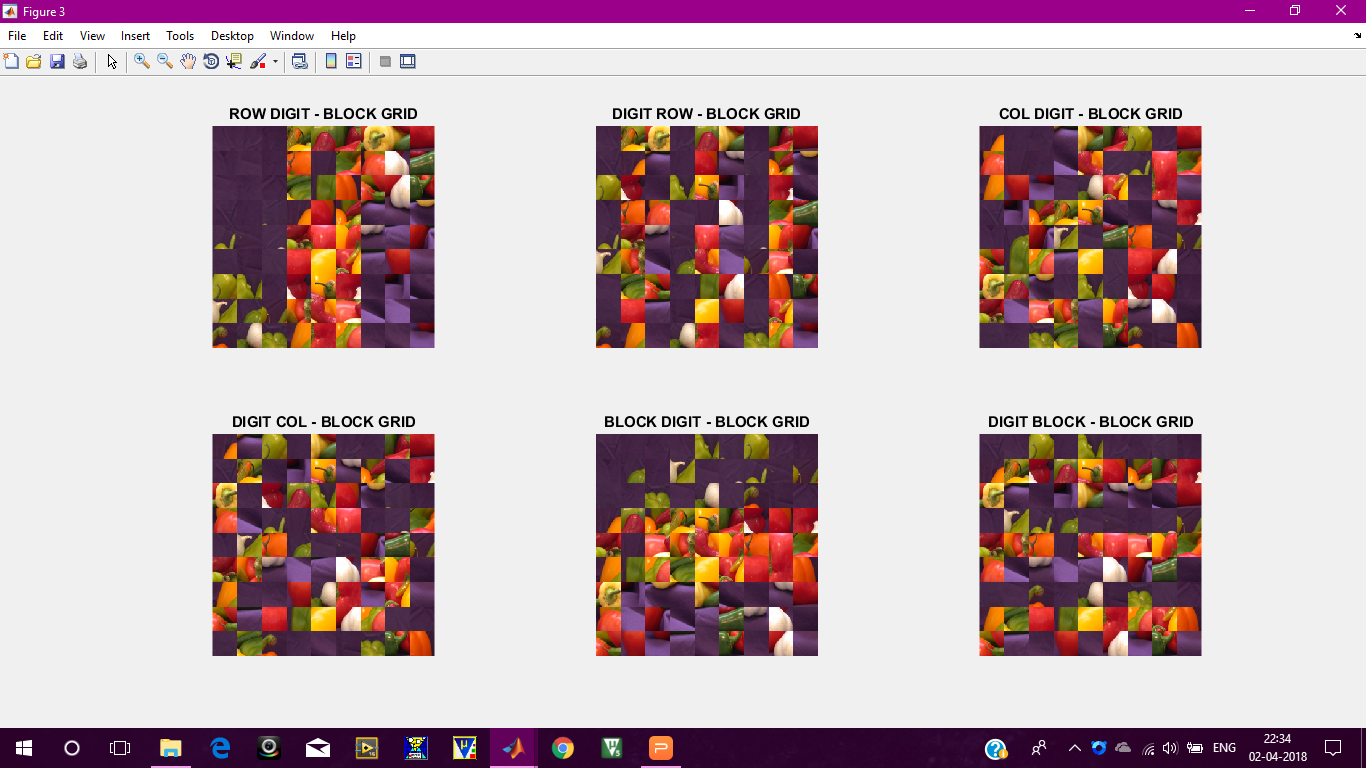 Figure 3
File Edit View Insert Tools Desktop Window Help
ROW DIGIT - BLOCK GRID
DIGIT ROW - BLOCK GRID
COL DIGIT - BLOCK GRID
DIGIT COL - BLOCK GRID
BLOCK DIGIT - BLOCK GRID
DIGIT BLOCK - BLOCK GRID
ENG
22:34
02-04-2018